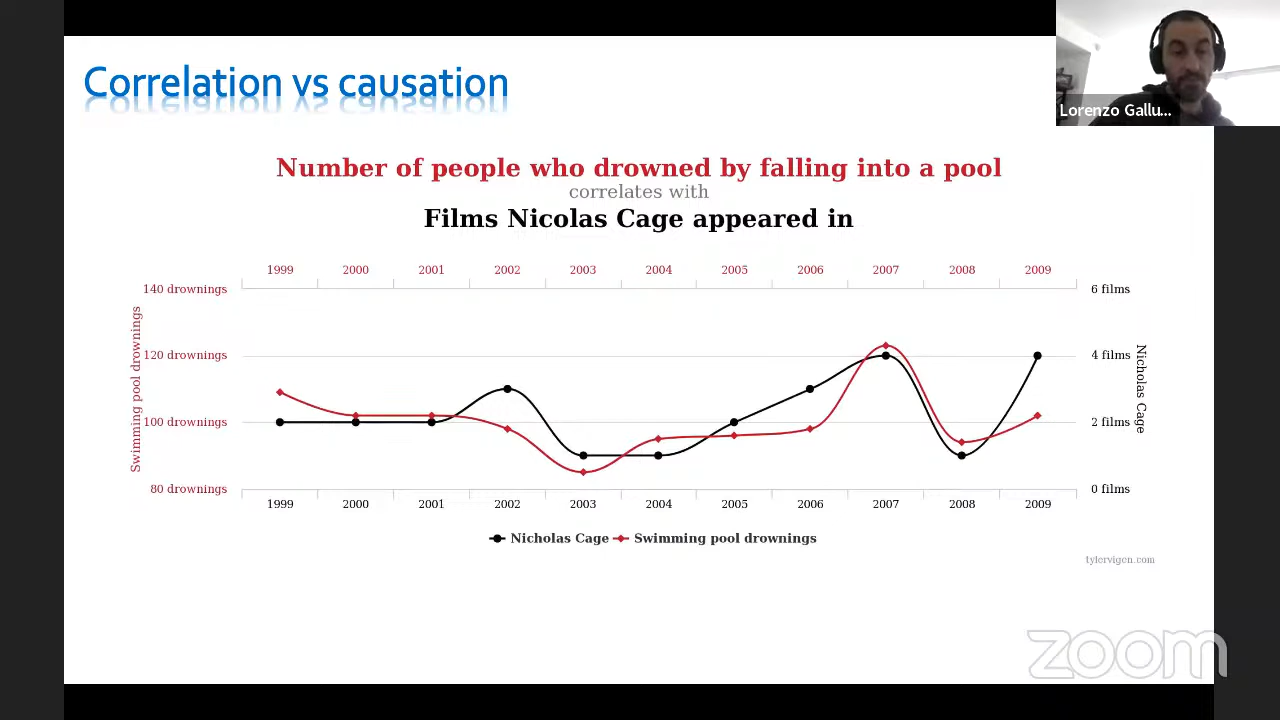 Correlation vs causation
Lorenzo Gallu...
Number of people who drowned by falling into a pool
correlates with
Films Nicolas Cage appeared in
1999 2000 2001 2002 2003 2004 2005 2006 2007 2008 2009
140 drownings 6 films
120 drownings 4 films
100 drownings 2 films
80 drownings 0 films
Swimming pool drownings
Nicholas Cage
1999 2000 2001 2002 2003 2004 2005 2006 2007 2008 2009
Nicholas Cage Swimming pool drownings
tylervigen.com
zoom